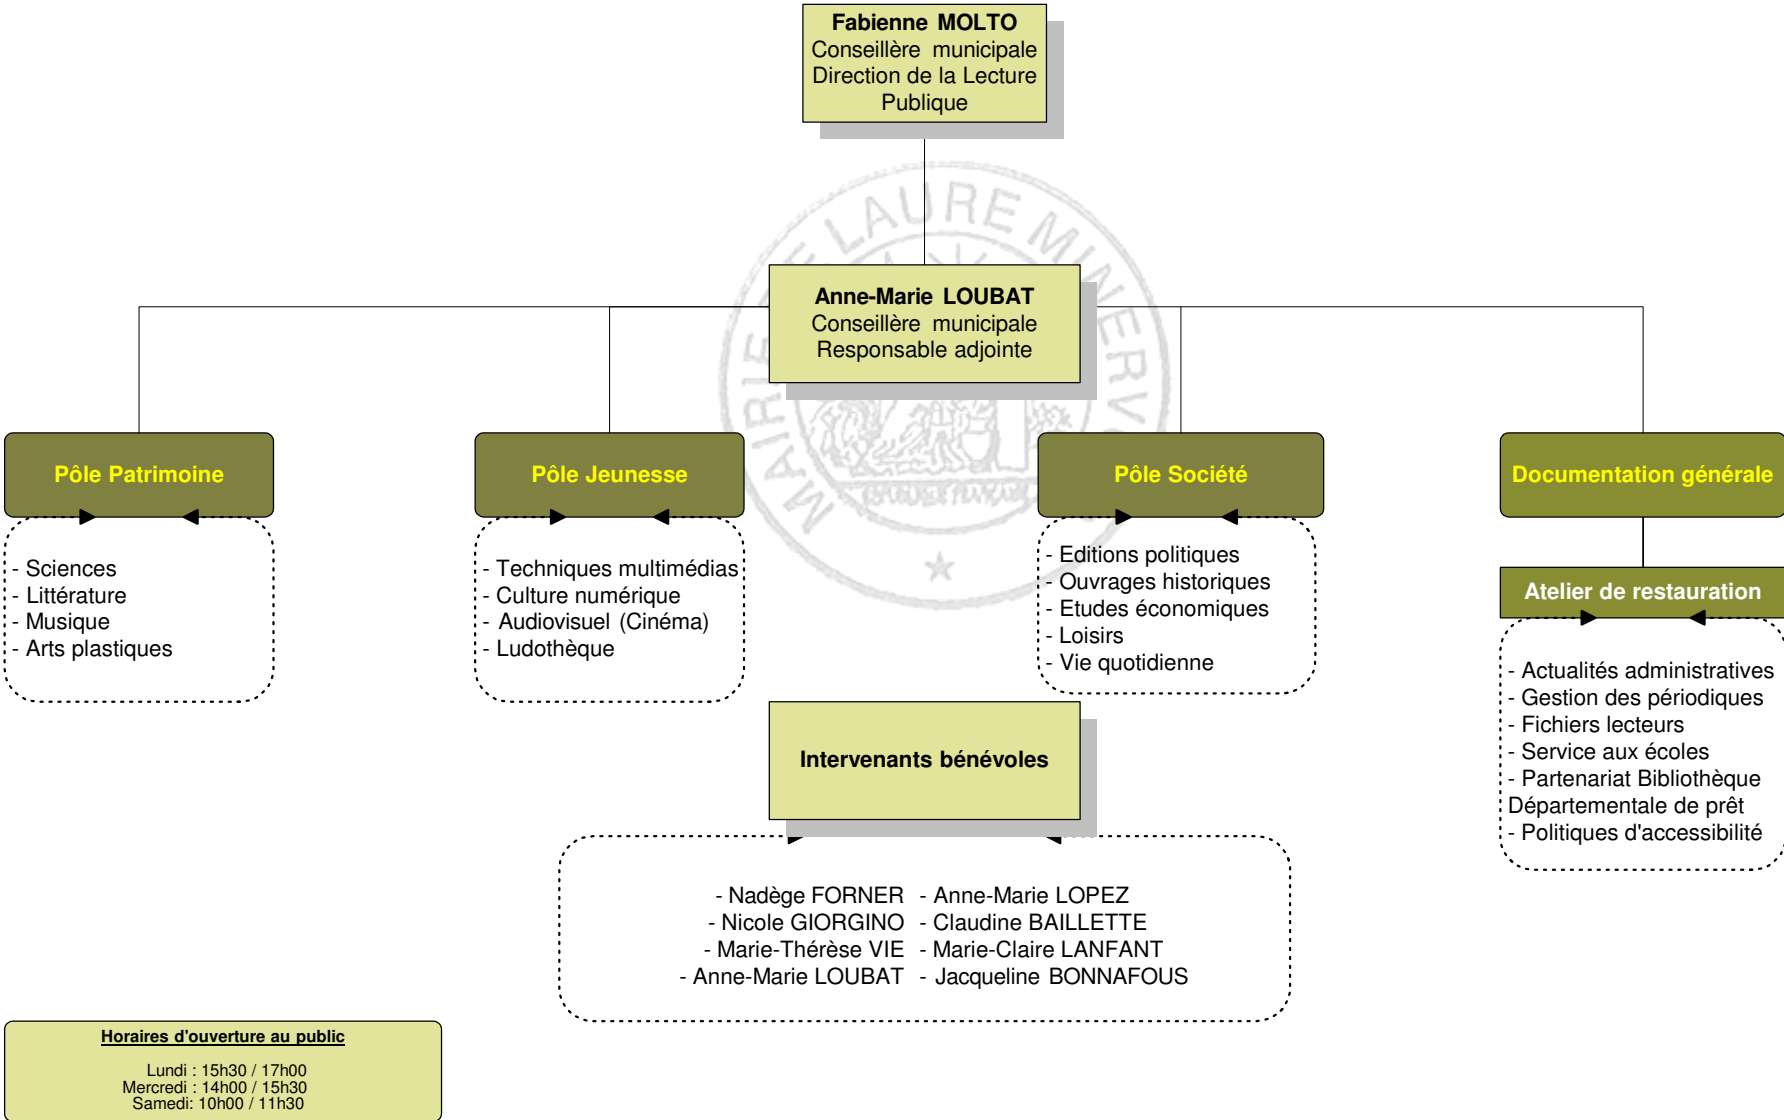 Fabienne MOLTO
Conseillère municipale
Direction de la Lecture
Publique
MAIRIE DE LAURE MINERVOIS
Anne-Marie LOUBAT
Conseillère municipale
Responsable adjointe
Pôle Patrimoine
- Sciences
- Littérature
- Musique
- Arts plastiques
Pôle Jeunesse
- Techniques multimédias
- Culture numérique
- Audiovisuel (Cinéma)
- Ludothèque
Pôle Société
- Editions politiques
- Ouvrages historiques
- Etudes économiques
- Loisirs
- Vie quotidienne
Documentation générale
Atelier de restauration
- Actualités administratives
- Gestion des périodiques
- Fichiers lecteurs
- Service aux écoles
- Partenariat Bibliothèque
Départementale de prêt
- Politiques d'accessibilité
Intervenants bénévoles
- Nadège FORNER - Anne-Marie LOPEZ
- Nicole GIORGINO - Claudine BAILLETTE
- Marie-Thérèse VIE - Marie-Claire LANFANT
- Anne-Marie LOUBAT - Jacqueline BONNAFOUS
Horaires d'ouverture au public
Lundi : 15h30 / 17h00
Mercredi : 14h00 / 15h30
Samedi: 10h00 / 11h30